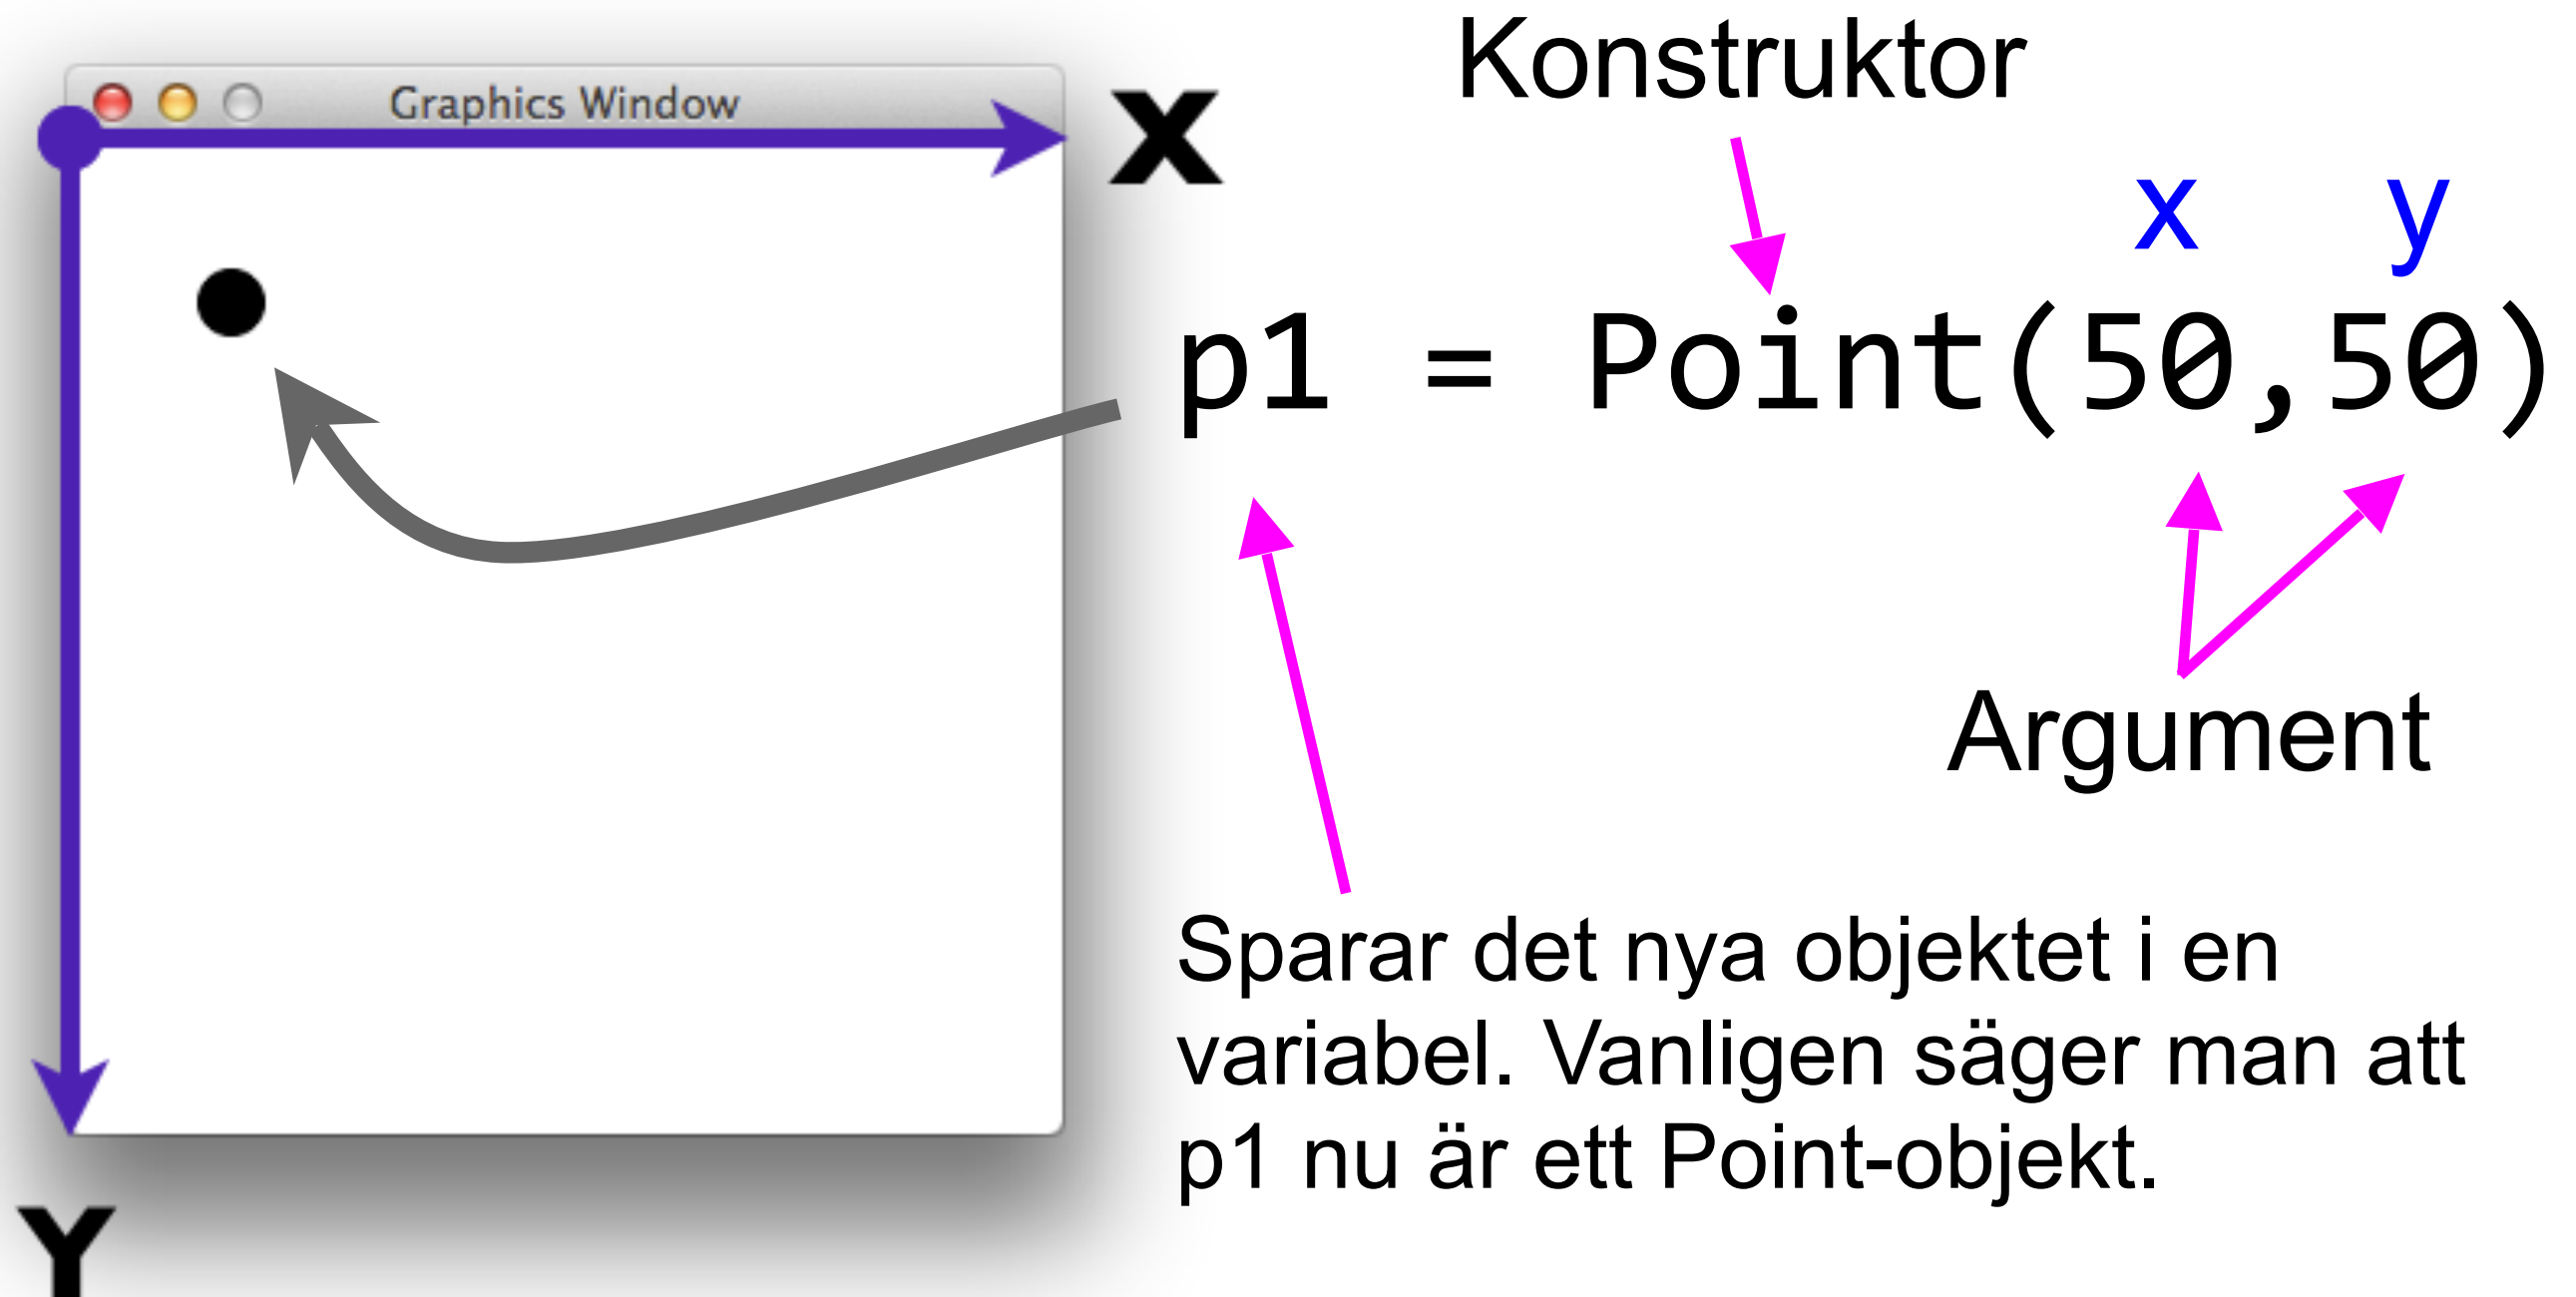 Graphics Window
X
Y
Konstruktor
x y
p1 = Point(50,50)
Argument
Sparar det nya objektet i en
variabel. Vanligen säger man att
p1 nu är ett Point-objekt.